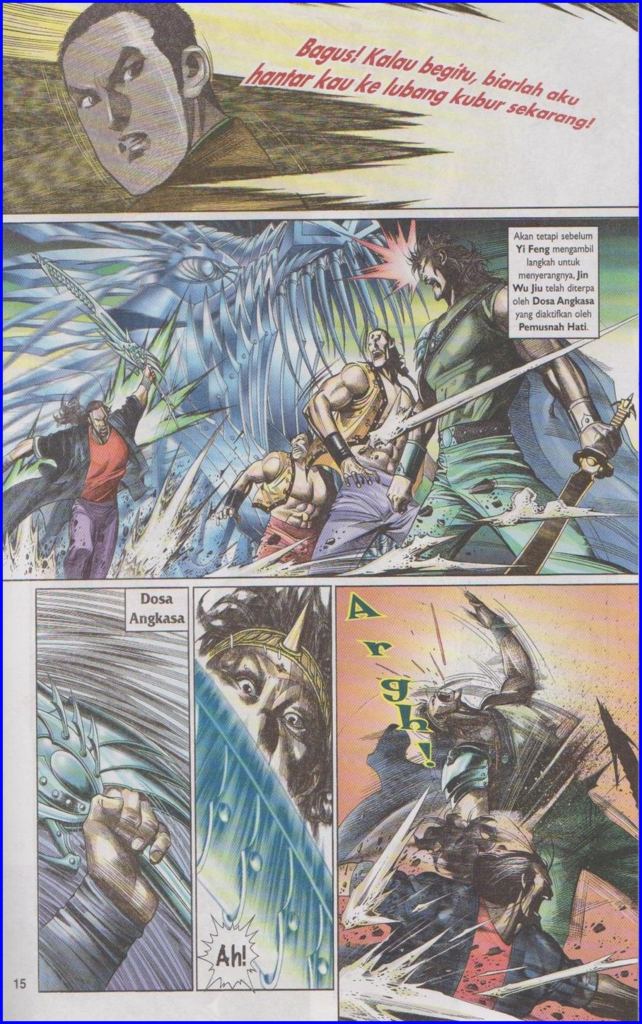 Bagus! Kalau begitu, biarlah aku
hantar kau ke lubang kubur sekarang!
Akan tetapi sebelum
Yi Feng mengambil
langkah untuk
menyerangnya, Jin
Wu Jiu telah diterpa
oleh Dosa Angkasa
yang diaktifkan oleh
Pemusnah Hati.
Dosa
Angkasa
Ah!
Argh!
15